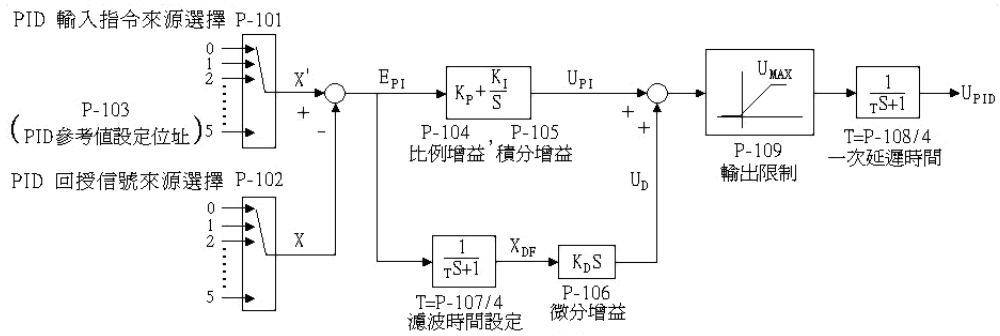 PID 輸入指令來源選擇 P-101
0
1
2
5
P-103
(PID參考值設定位址)
X'
+
-
E_PI
K_P + K_I/S
P-104
比例增益
,
P-105
積分增益
U_PI
+
+
U_MAX
P-109
輸出限制
1
TS+1
T=P-108/4
一次延遲時間
U_PID
PID 回授信號來源選擇 P-102
0
1
2
5
X
1
TS+1
T=P-107/4
濾波時間設定
X_DF
K_DS
P-106
微分增益
U_D